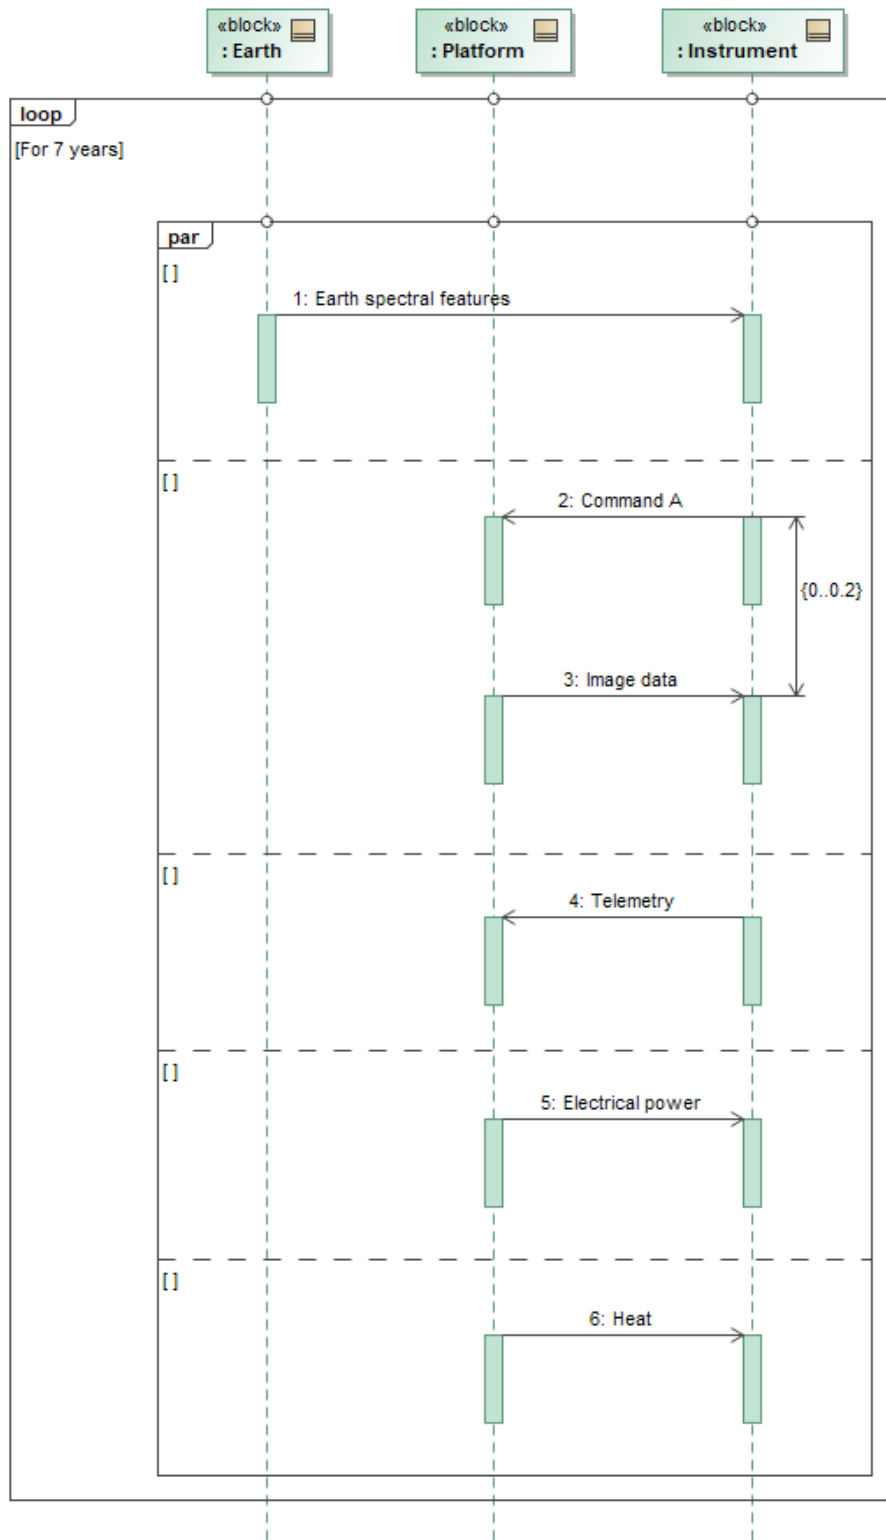 «block»
: Earth
«block»
: Platform
«block»
: Instrument
loop
[For 7 years]
par
[ ]
1: Earth spectral features
[ ]
2: Command A
{0..0.2}
3: Image data
[ ]
4: Telemetry
[ ]
5: Electrical power
[ ]
6: Heat